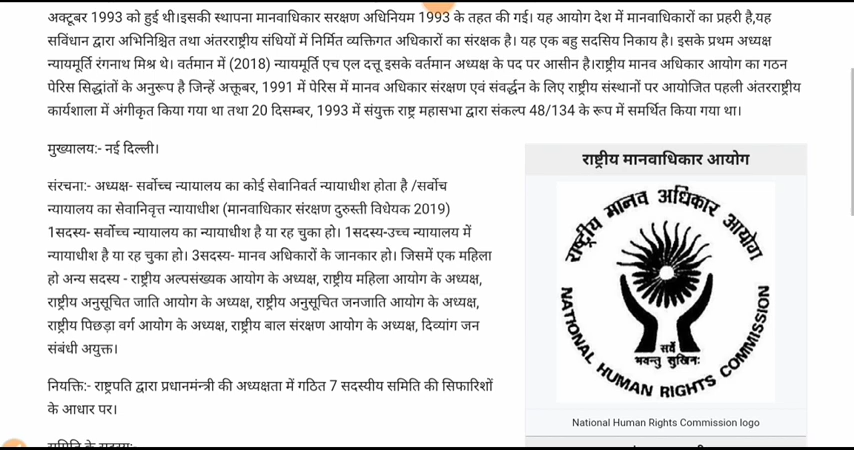 अक्टूबर 1993 को हुई थी।इसकी स्थापना मानवाधिकार सरक्षण अधिनियम 1993 के तहत की गई। यह आयोग देश में मानवाधिकारों का प्रहरी है,यह
सविंधान द्वारा अभिनिश्चित तथा अंतरराष्ट्रीय संधियों में निर्मित व्यक्तिगत अधिकारों का संरक्षक है। यह एक बहु सदसिय निकाय है। इसके प्रथम अध्यक्ष
न्यायमूर्ति रंगनाथ मिश्र थे। वर्तमान में (2018) न्यायमूर्ति एच एल दत्तू इसके वर्तमान अध्यक्ष के पद पर आसीन है।राष्ट्रीय मानव अधिकार आयोग का गठन
पेरिस सिद्धांतों के अनुरूप है जिन्हें अक्तूबर, 1991 में पेरिस में मानव अधिकार संरक्षण एवं संवर्द्धन के लिए राष्ट्रीय संस्थानों पर आयोजित पहली अंतरराष्ट्रीय
कार्यशाला में अंगीकृत किया गया था तथा 20 दिसम्बर, 1993 में संयुक्त राष्ट्र महासभा द्वारा संकल्प 48/134 के रूप में समर्थित किया गया था।
मुख्यालय:- नई दिल्ली।
संरचना:- अध्यक्ष- सर्वोच्च न्यायालय का कोई सेवानिवर्त न्यायाधीश होता है /सर्वोच
न्यायालय का सेवानिवृत्त न्यायाधीश (मानवाधिकार संरक्षण दुरुस्ती विधेयक 2019)
1सदस्य- सर्वोच्च न्यायालय का न्यायाधीश है या रह चुका हो। 1सदस्य-उच्च न्यायालय में
न्यायाधीश है या रह चुका हो। 3सदस्य- मानव अधिकारों के जानकार हो। जिसमें एक महिला
हो अन्य सदस्य - राष्ट्रीय अल्पसंख्यक आयोग के अध्यक्ष, राष्ट्रीय महिला आयोग के अध्यक्ष,
राष्ट्रीय अनुसूचित जाति आयोग के अध्यक्ष, राष्ट्रीय अनुसूचित जनजाति आयोग के अध्यक्ष,
राष्ट्रीय पिछड़ा वर्ग आयोग के अध्यक्ष, राष्ट्रीय बाल संरक्षण आयोग के अध्यक्ष, दिव्यांग जन
संबंधी अयुक्त।
नियक्ति:- राष्ट्रपति द्वारा प्रधानमंन्त्री की अध्यक्षता में गठित 7 सदस्यीय समिति की सिफारिशों
के आधार पर।
राष्ट्रीय मानवाधिकार आयोग
राष्ट्रीय मानव अधिकार आयोग
सर्वे
भवन्तु सुखिनः
NATIONAL HUMAN RIGHTS COMMISSION
National Human Rights Commission logo